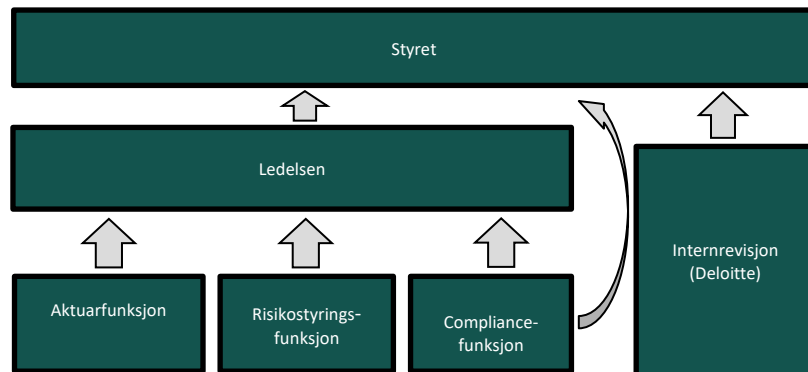 Styret
Ledelsen
Internrevisjon
(Deloitte)
Aktuarfunksjon
Risikostyrings-
funksjon
Compliance-
funksjon